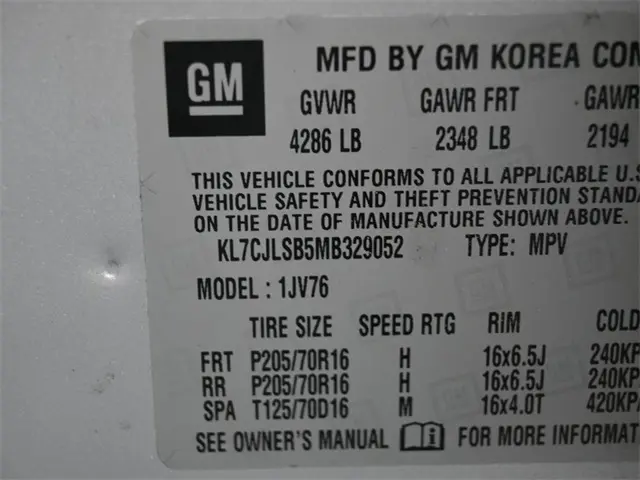 GM MFD BY GM KOREA COM
GVWR GAWR FRT GAWR
4286 LB 2348 LB 2194
THIS VEHICLE CONFORMS TO ALL APPLICABLE U.S
VEHICLE SAFETY AND THEFT PREVENTION STANDA
ON THE DATE OF MANUFACTURE SHOWN ABOVE.
KL7CJLSB5MB329052 TYPE: MPV
MODEL : 1JV76
TIRE SIZE SPEED RTG RiM COLD
FRT P205/70R16 H 16x6.5J 240KP
RR P205/70R16 H 16x6.5J 240KP
SPA T125/70D16 M 16x4.0T 420KPA
SEE OWNER'S MANUAL i FOR MORE INFORMAT